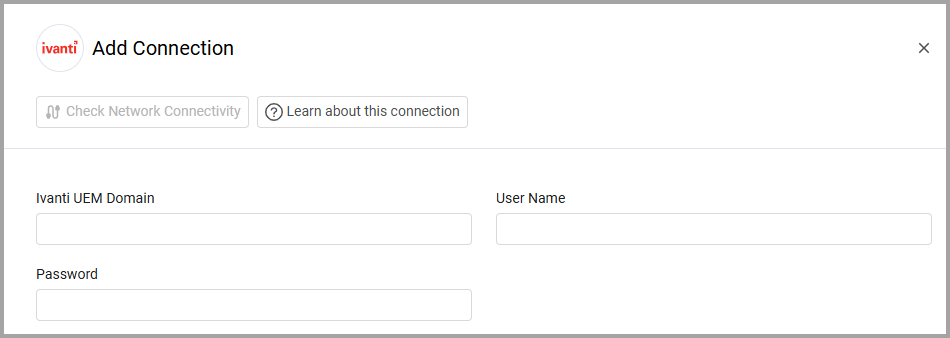 ivanti
Add Connection
Check Network Connectivity
? Learn about this connection
Ivanti UEM Domain
User Name
Password